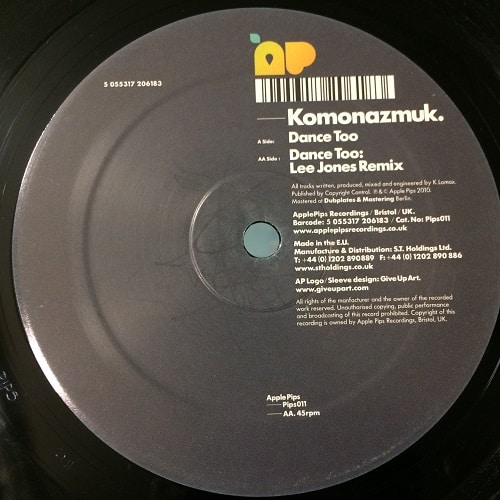 AP
5 055317 206183
Komonazmuk.
A Side: Dance Too
AA Side: Dance Too:
Lee Jones Remix
All tracks written, produced, mixed and engineered by K.Lomax.
Published by Copyright Control. ℗ & © Apple Pips 2010.
Mastered at Dubplates & Mastering Berlin.
ApplePips Recordings / Bristol / UK.
Barcode: 5 055317 206183 / Cat. No: Pips011
www.applepipsrecordings.co.uk
Made in the E.U.
Manufacture & Distribution: S.T. Holdings Ltd.
T: +44 (0) 1202 890889 F: +44 (0) 1202 890 886
www.stholdings.co.uk
AP Logo / Sleeve design: Give Up Art.
www.giveupart.com
All rights of the manfacturer and the owner of the recorded
work reserved. Unauthorised copying, public performance
and broadcasting of this record prohibited. Copyright of this
recording is owned by Apple Pips Recordings, Bristol, UK.
Apple Pips
Pips011
AA. 45rpm